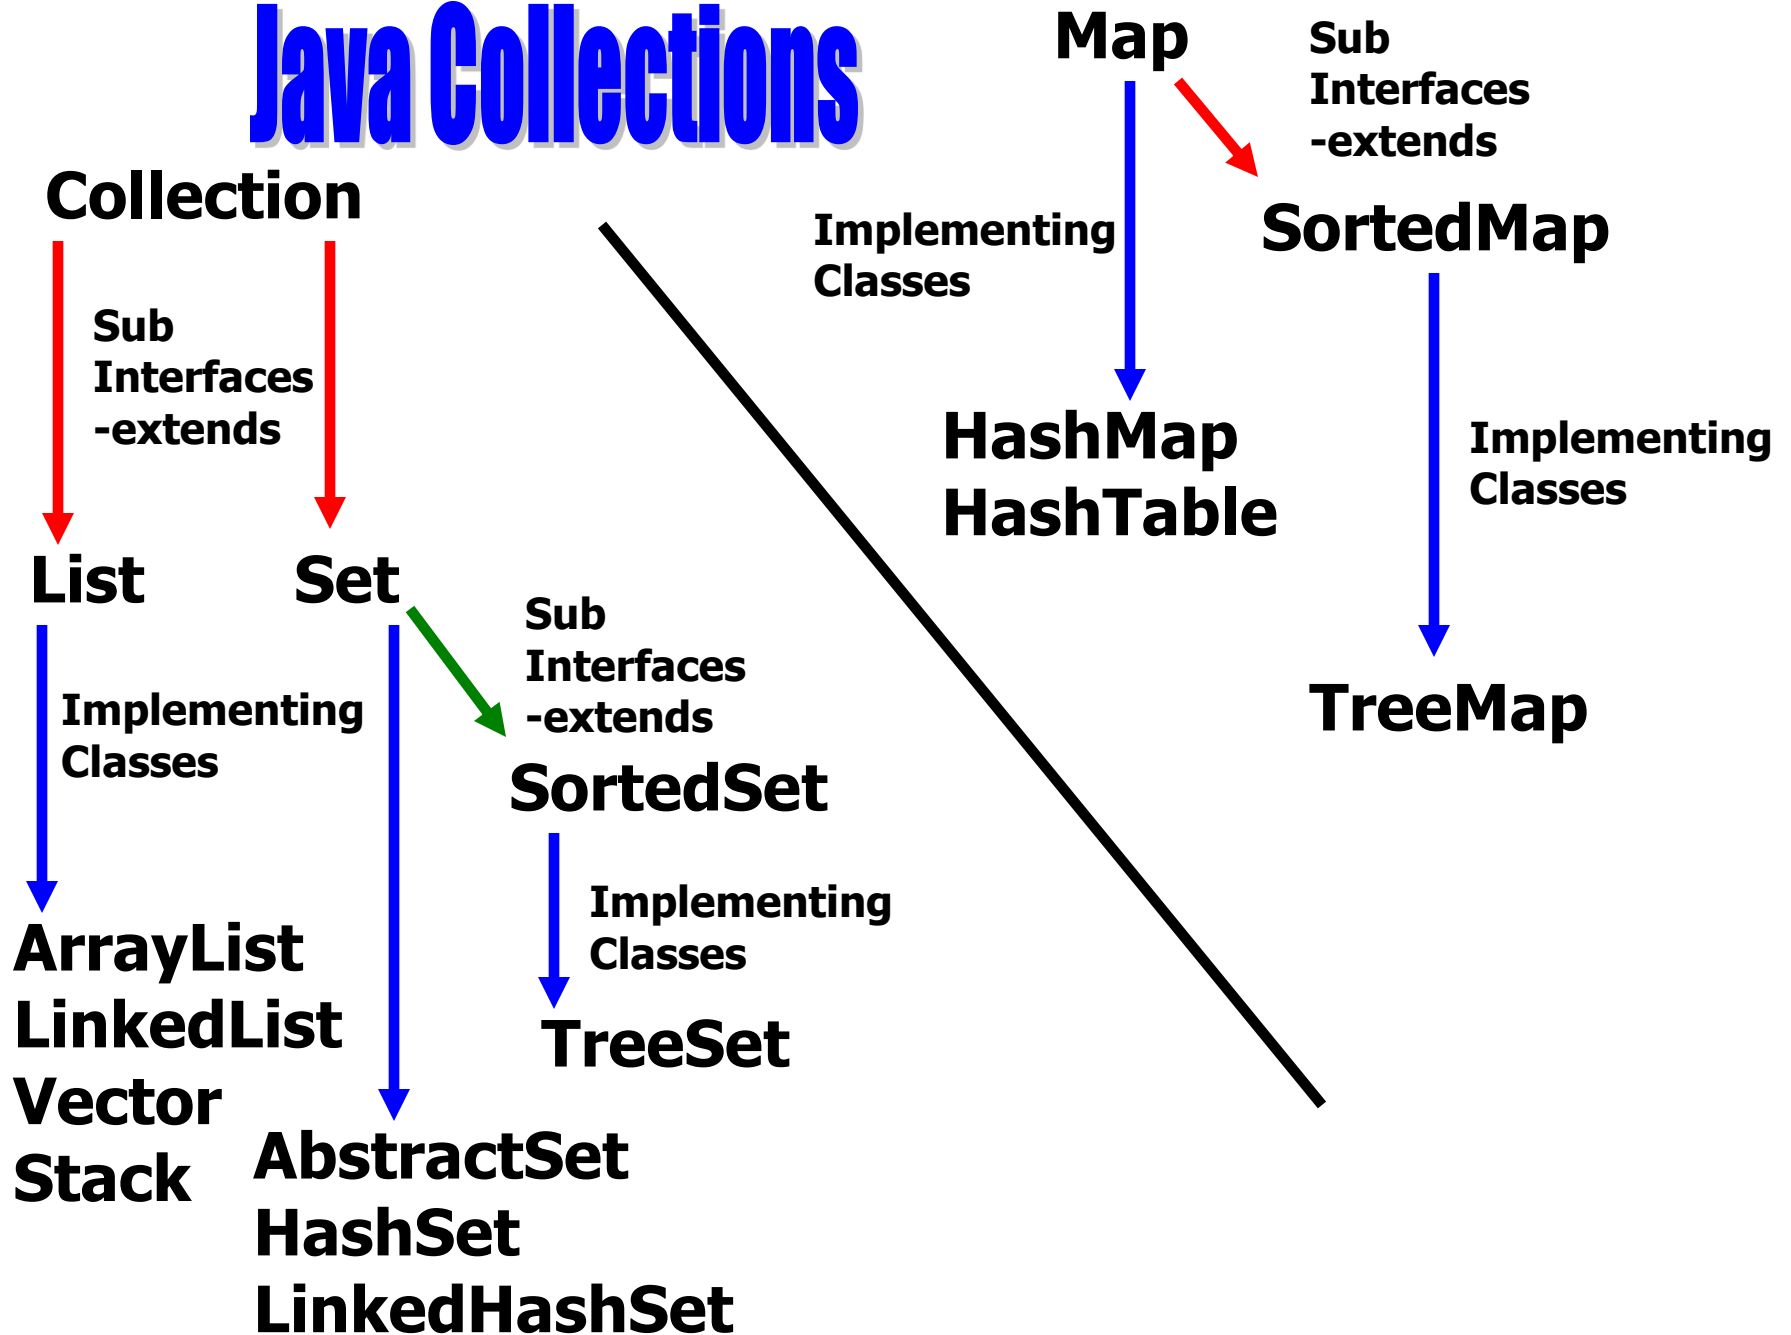 Java Collections
Collection
Sub
Interfaces
-extends
List
Set
Implementing
Classes
Sub
Interfaces
-extends
SortedSet
Implementing
Classes
TreeSet
ArrayList
LinkedList
Vector
Stack
AbstractSet
HashSet
LinkedHashSet
Map
Sub
Interfaces
-extends
SortedMap
Implementing
Classes
HashMap
HashTable
Implementing
Classes
TreeMap